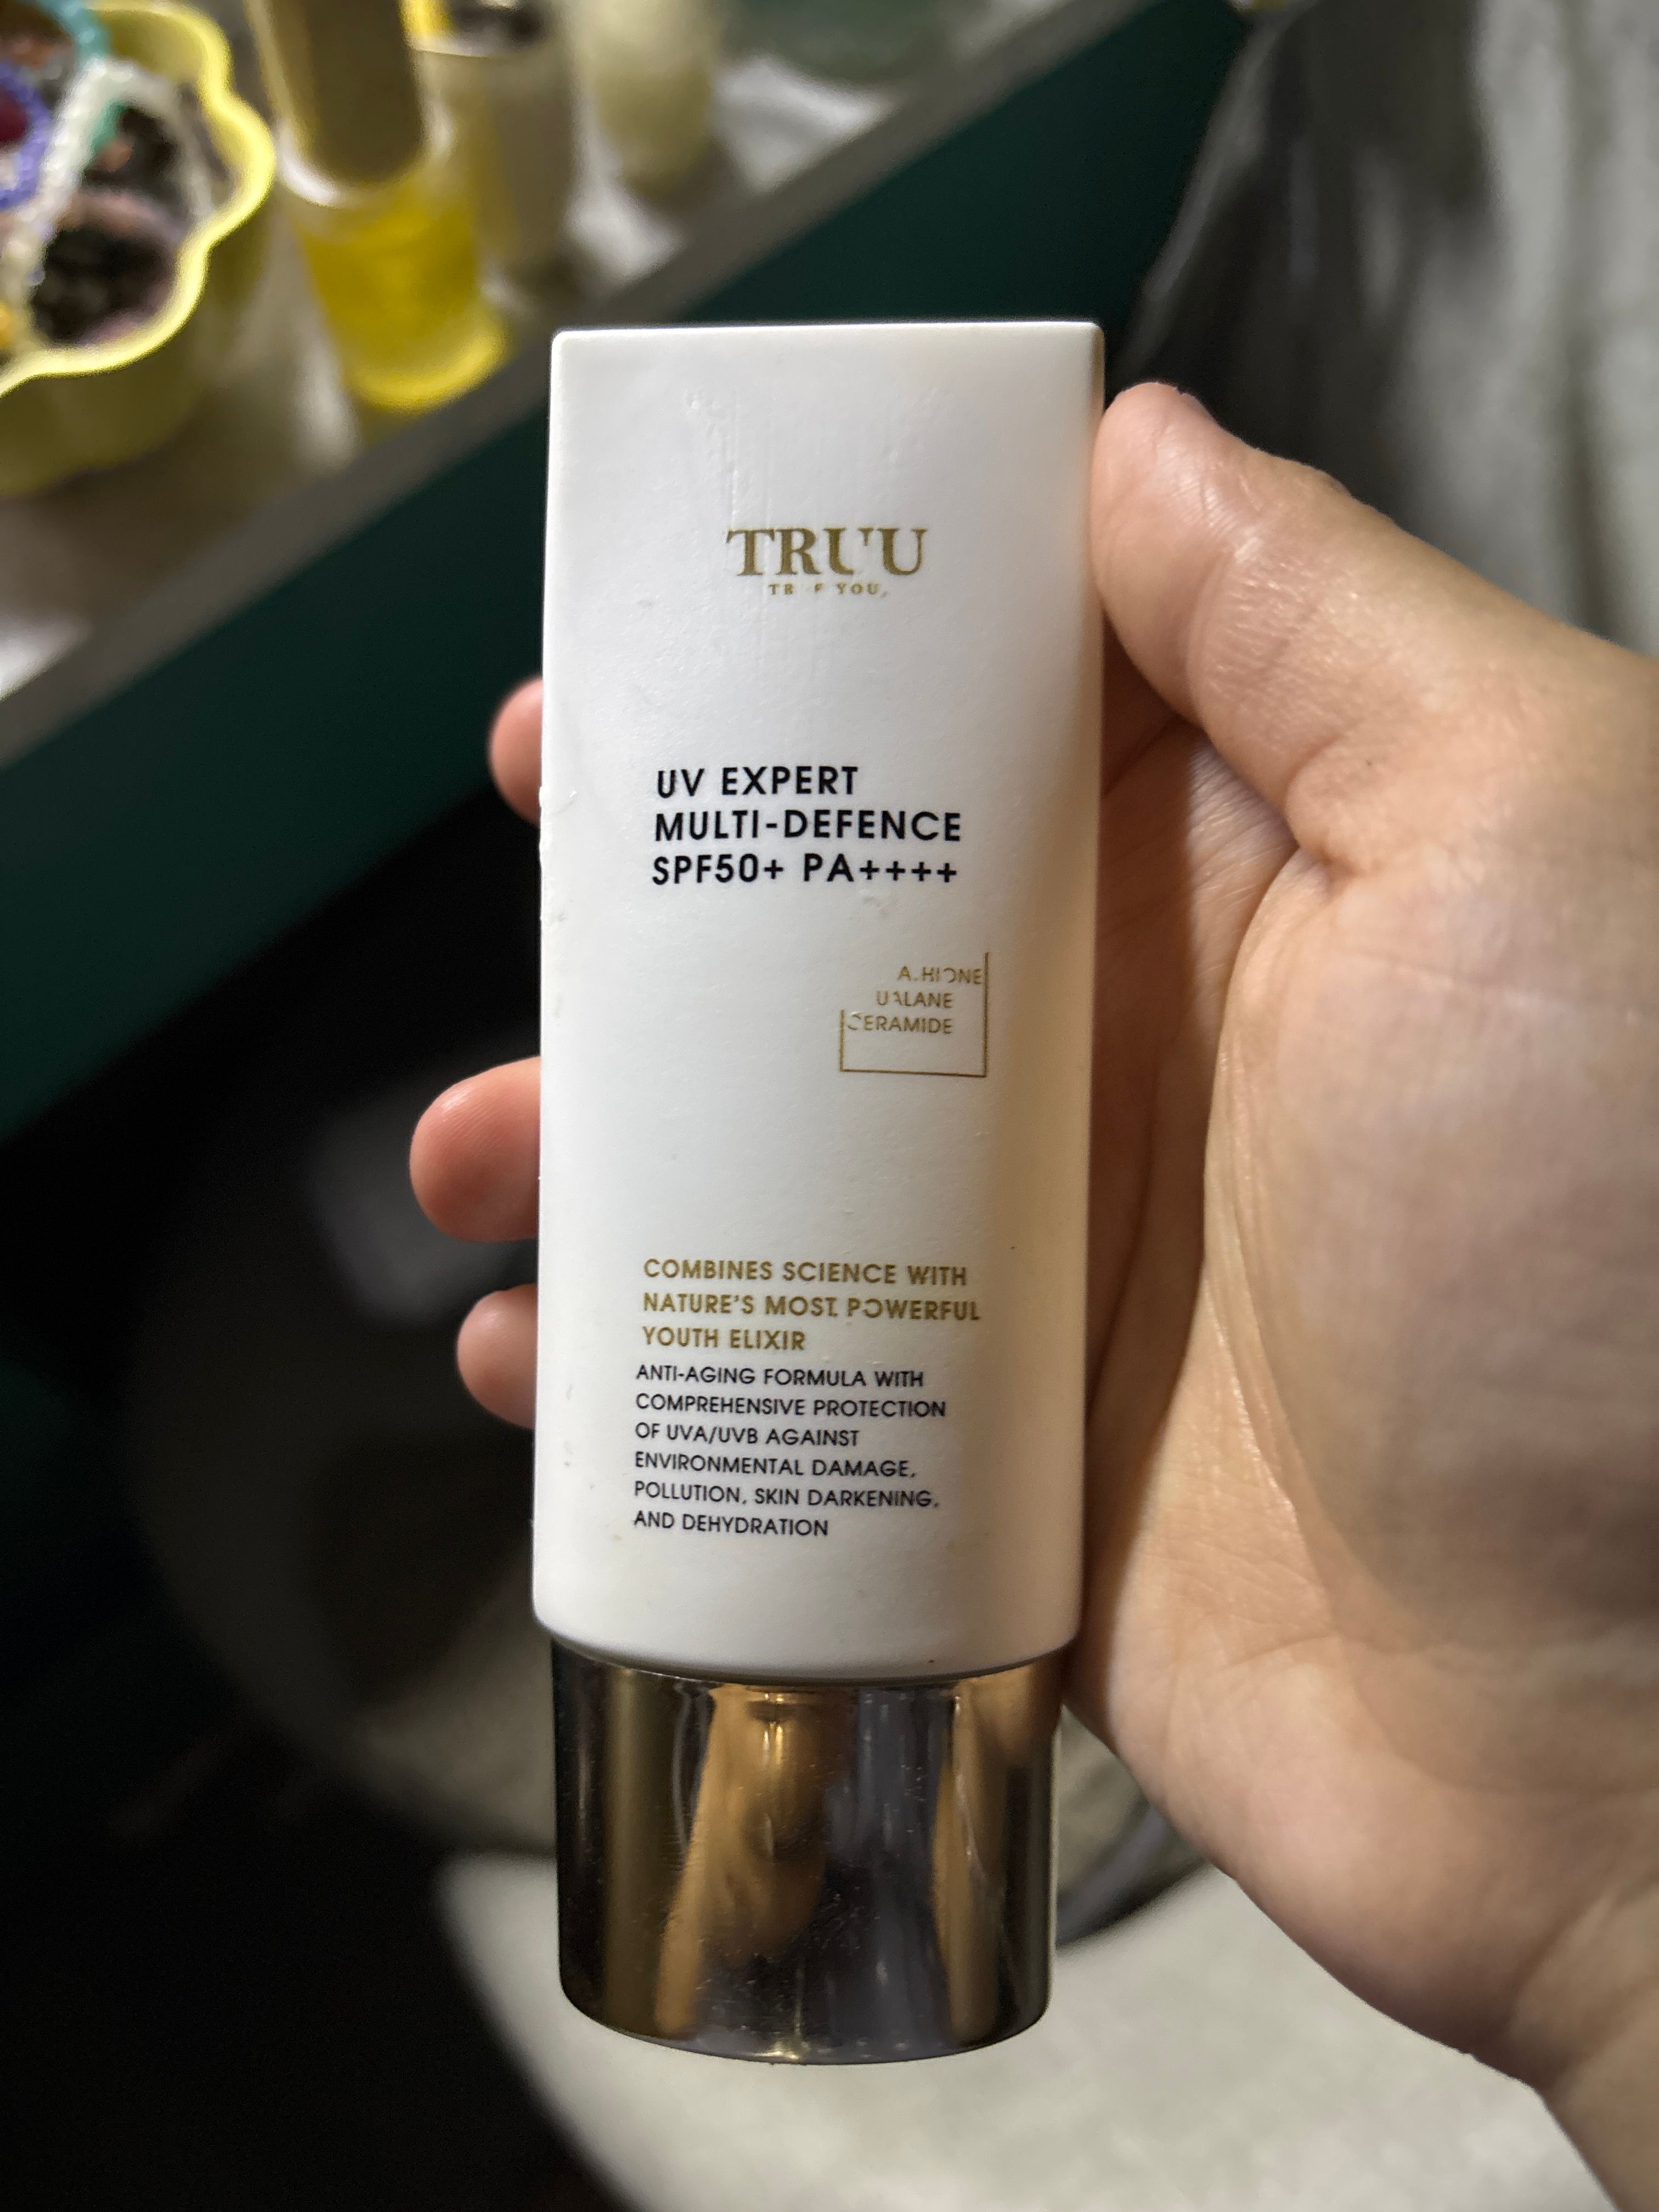 TRUU
YOU,
UV EXPERT
MULTI-DEFENCE
SPF50+ PA++++
CERAMIDE
COMBINES SCIENCE WITH
NATURE'S MOST POWERFUL
YOUTH ELIXIR
ANTI-AGING FORMULA WITH
COMPREHENSIVE PROTECTION
OF UVA/UVB AGAINST
ENVIRONMENTAL DAMAGE,
POLLUTION, SKIN DARKENING,
AND DEHYDRATION